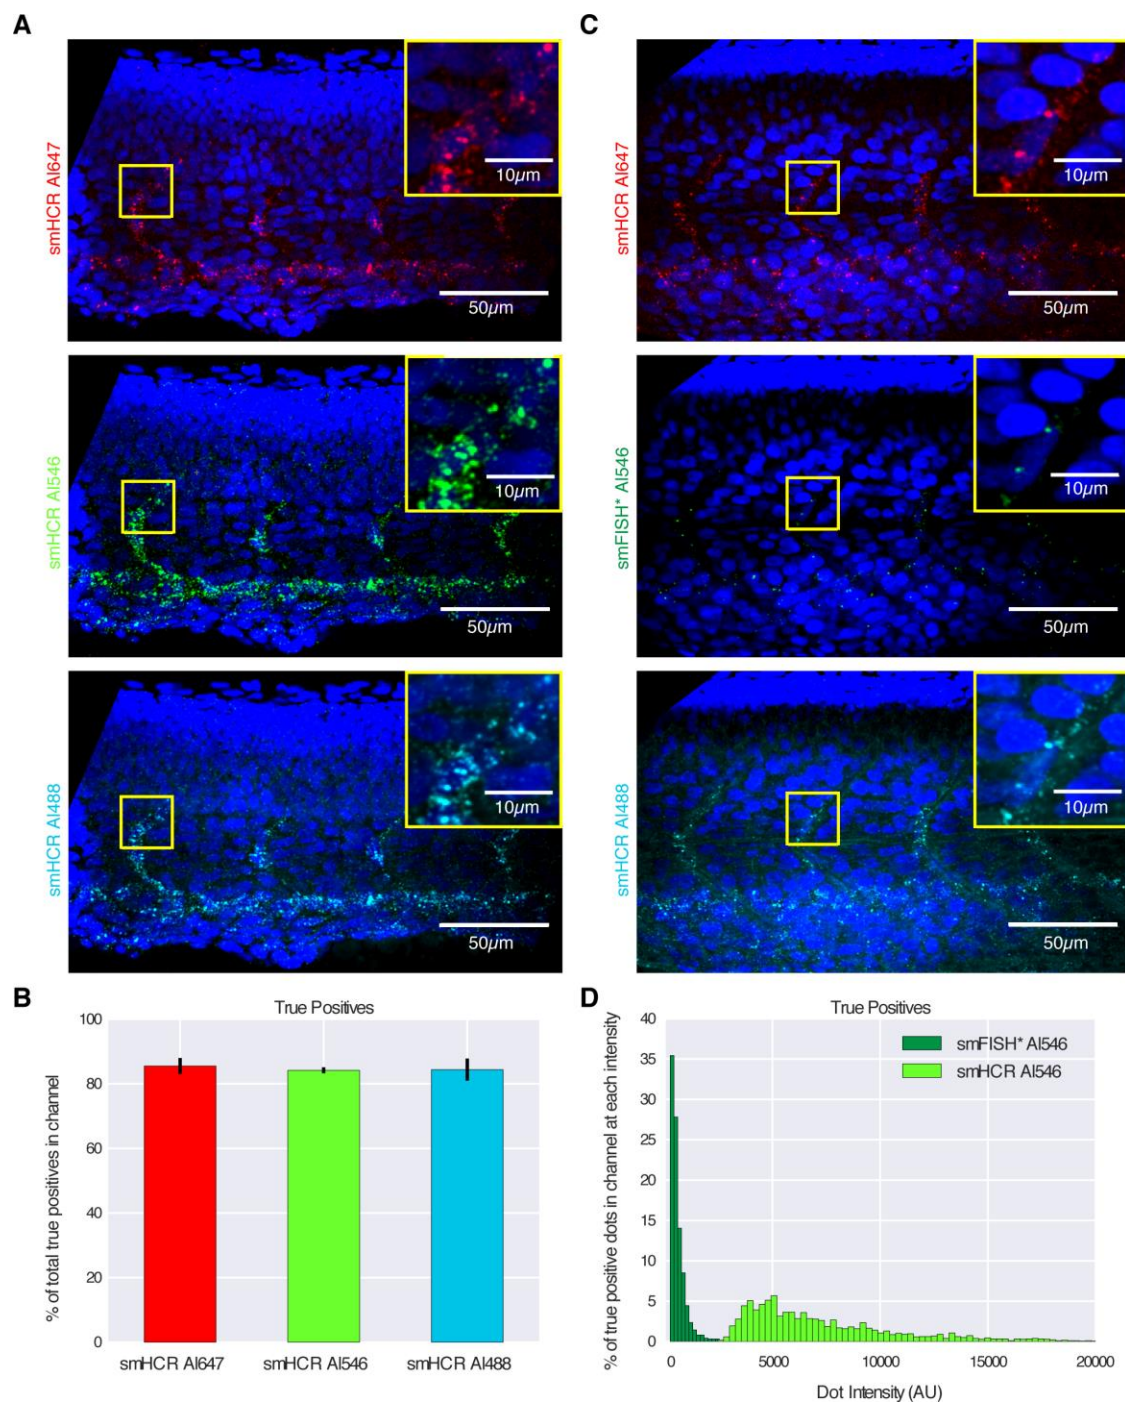 A
smHCR Al647
10µm
50µm
smHCR Al546
10µm
50µm
smHCR Al488
10µm
50µm
C
smHCR Al647
10µm
50µm
smFISH* Al546
10µm
50µm
smHCR Al488
10µm
50µm
B
True Positives
% of total true positives in channel
100
80
60
40
20
0
smHCR Al647 smHCR Al546 smHCR Al488
D
True Positives
% of true positive dots in channel at each intensity
40
35
30
25
20
15
10
5
0
smFISH* Al546
smHCR Al546
0 5000 10000 15000 20000
Dot Intensity (AU)